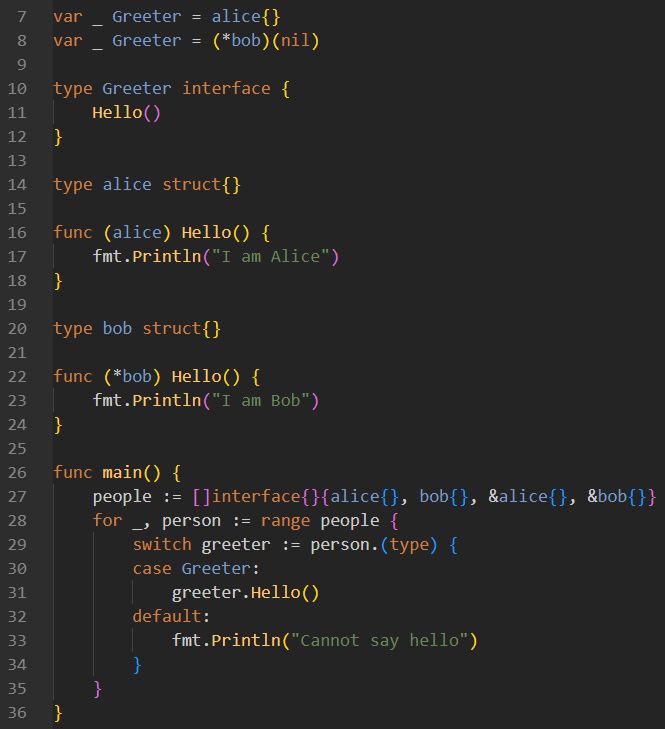 7 var _ Greeter = alice{}
8 var _ Greeter = (*bob)(nil)
9
10 type Greeter interface {
11     Hello()
12 }
13
14 type alice struct{}
15
16 func (alice) Hello() {
17     fmt.Println("I am Alice")
18 }
19
20 type bob struct{}
21
22 func (*bob) Hello() {
23     fmt.Println("I am Bob")
24 }
25
26 func main() {
27     people := []interface{}{alice{}, bob{}, &alice{}, &bob{}}
28     for _, person := range people {
29         switch greeter := person.(type) {
30         case Greeter:
31             greeter.Hello()
32         default:
33             fmt.Println("Cannot say hello")
34         }
35     }
36 }